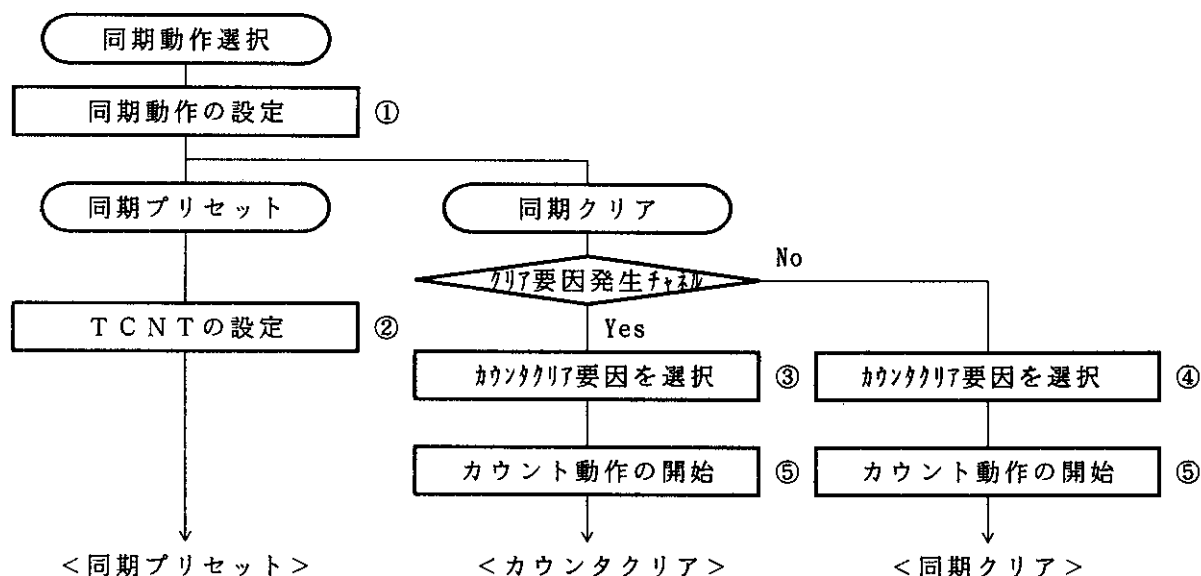 同期動作選択
同期動作の設定 ①
同期プリセット
同期クリア
クリア要因発生チャネル
No
Yes
TCNTの設定 ②
カウンタクリア要因を選択 ③
カウンタクリア要因を選択 ④
カウント動作の開始 ⑤
カウント動作の開始 ⑤
<同期プリセット>
<カウンタクリア>
<同期クリア>